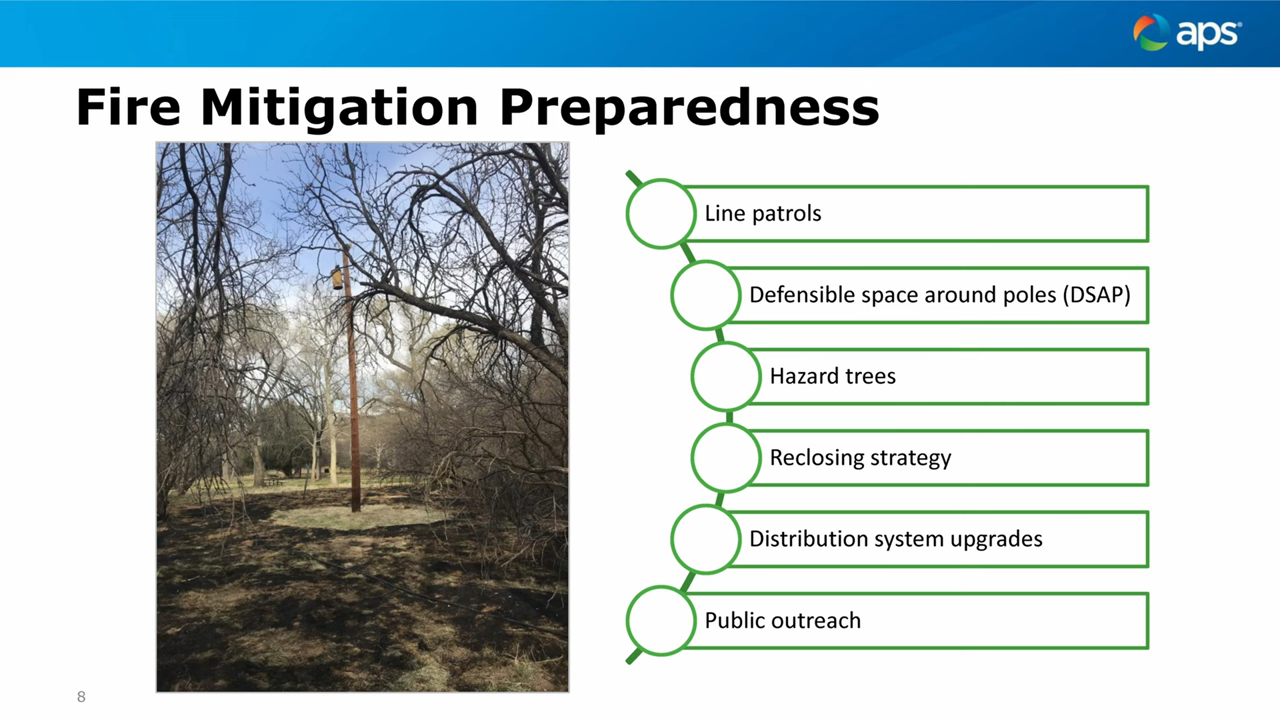 aps
Fire Mitigation Preparedness
Line patrols
Defensible space around poles (DSAP)
Hazard trees
Reclosing strategy
Distribution system upgrades
Public outreach
8